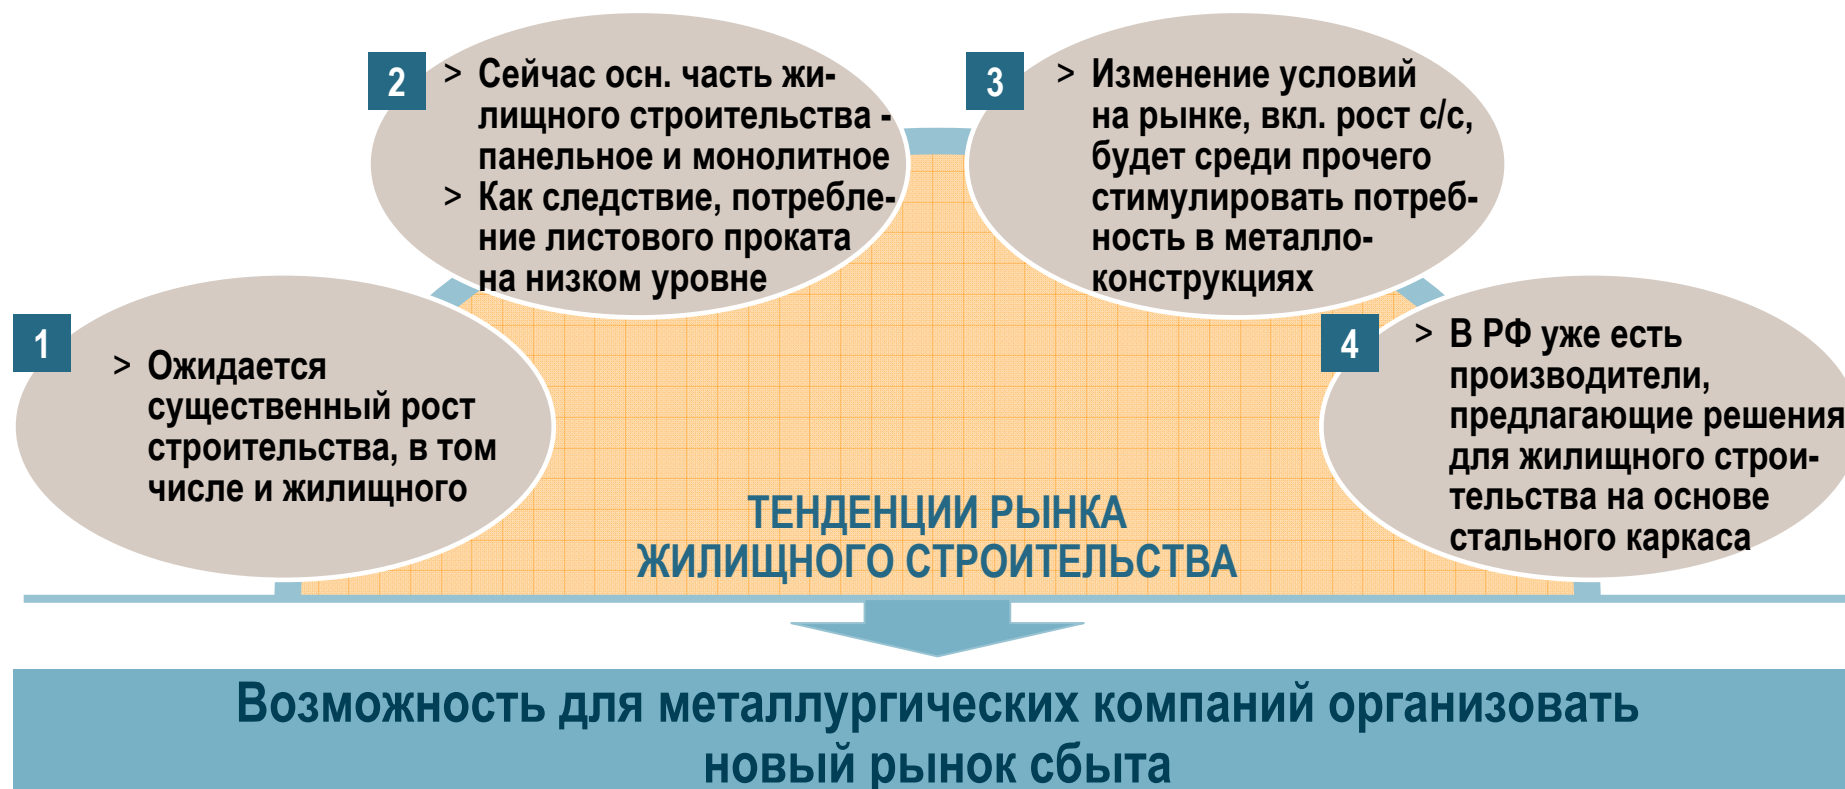 1
> Ожидается
существенный рост
строительства, в том
числе и жилищного
2
> Сейчас осн. часть жи-
лищного строительства -
панельное и монолитное
> Как следствие, потребле-
ние листового проката
на низком уровне
3
> Изменение условий
на рынке, вкл. рост с/с,
будет среди прочего
стимулировать потреб-
ность в металло-
конструкциях
4
> В РФ уже есть
производители,
предлагающие решения
для жилищного строи-
тельства на основе
стального каркаса
ТЕНДЕНЦИИ РЫНКА
ЖИЛИЩНОГО СТРОИТЕЛЬСТВА
Возможность для металлургических компаний организовать
новый рынок сбыта